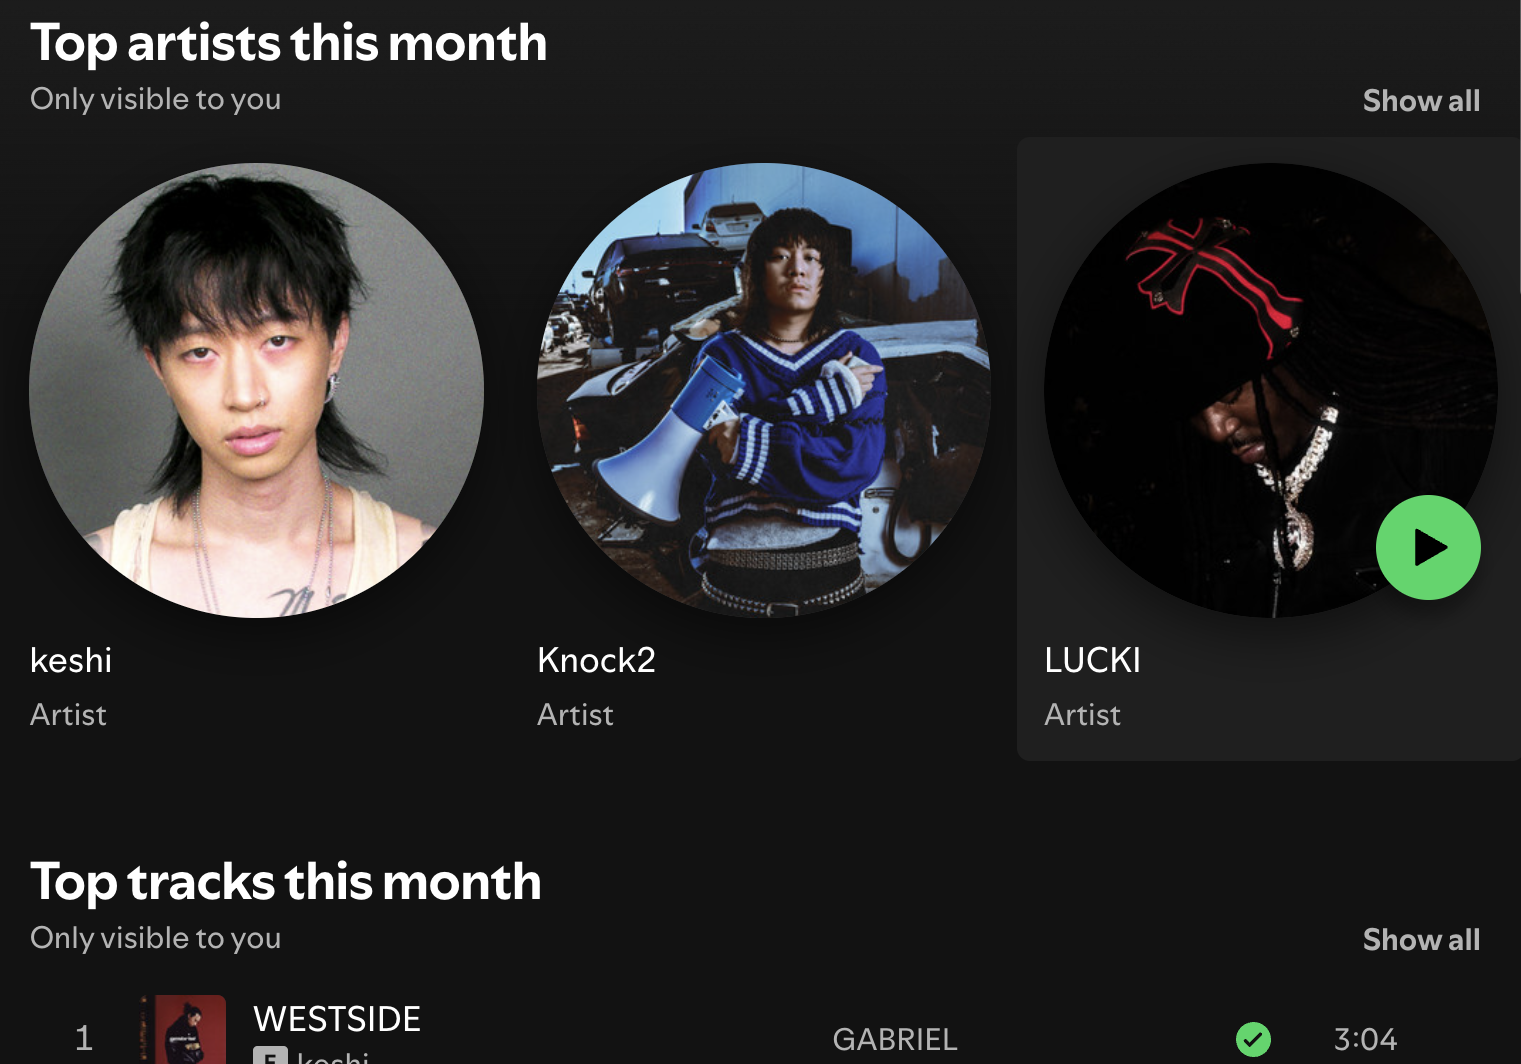 Top artists this month
Only visible to you
Show all
keshi
Knock2
LUCKI
Artist
Artist
Artist
Top tracks this month
Only visible to you
Show all
1
WESTSIDE
GABRIEL
3:04
E keshi